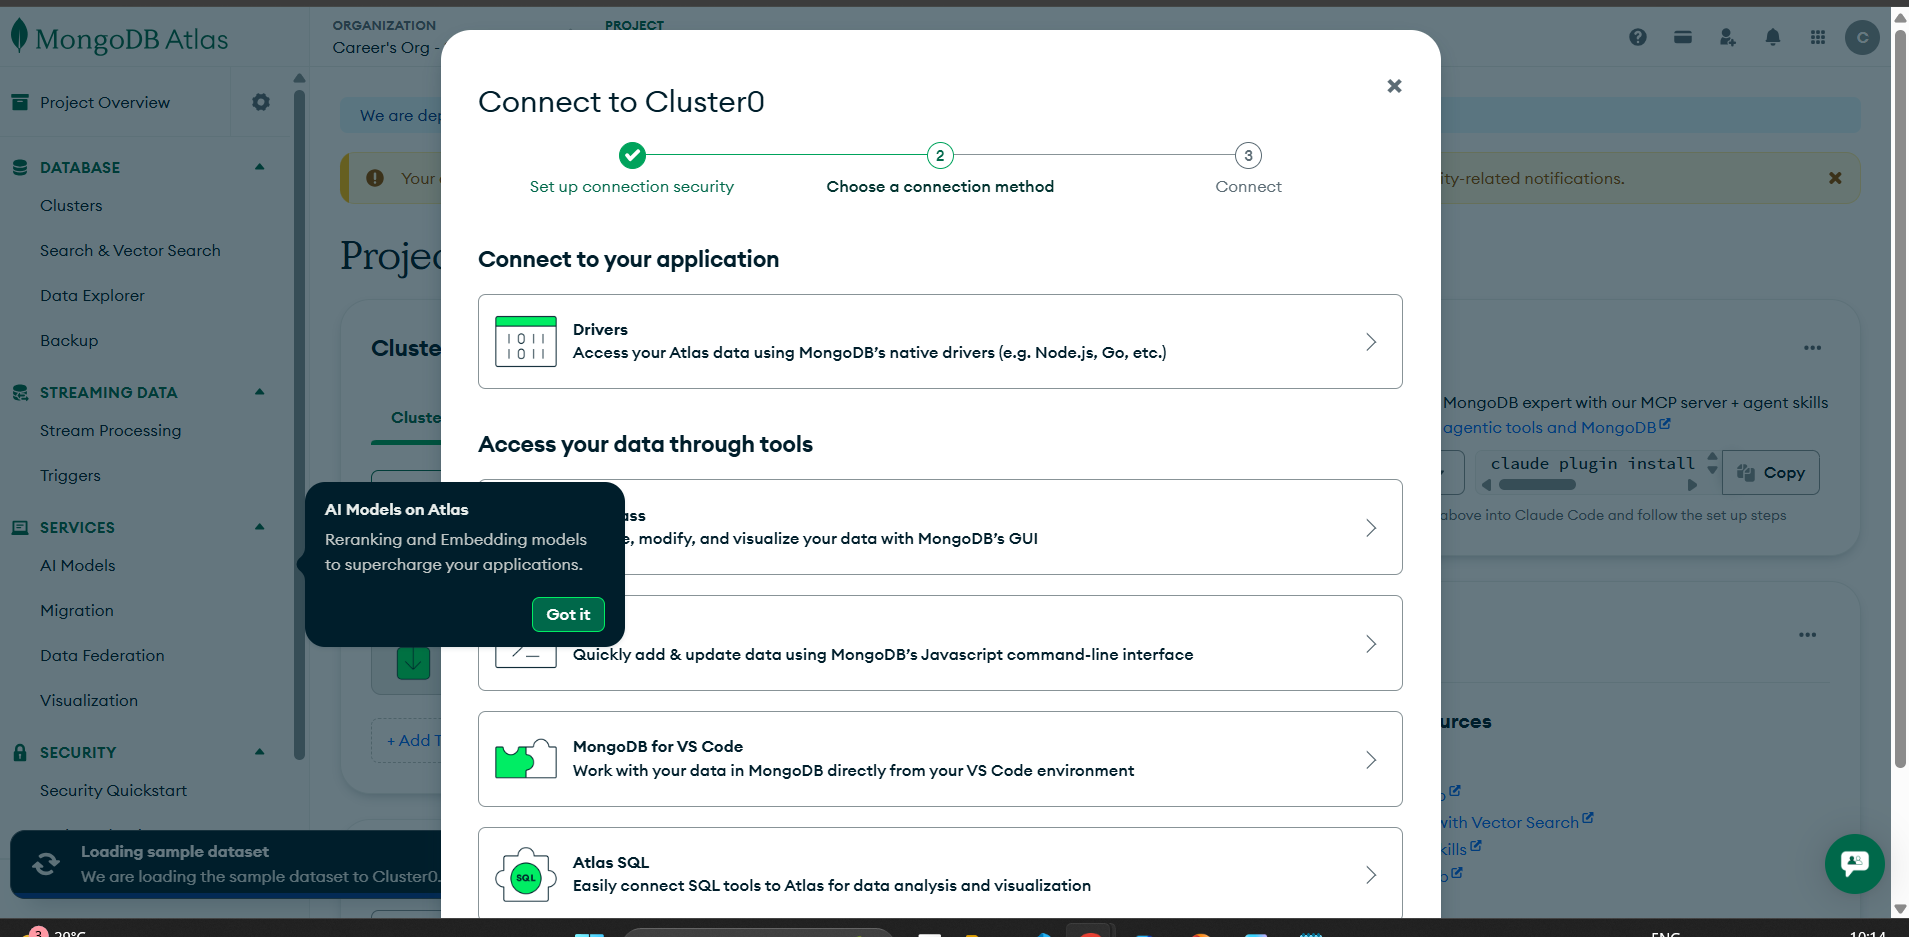 MongoDB Atlas
ORGANIZATION
Career's Org -
PROJECT
C
Project Overview
DATABASE
Clusters
Search & Vector Search
Data Explorer
Backup
STREAMING DATA
Stream Processing
Triggers
SERVICES
AI Models
Migration
Data Federation
Visualization
SECURITY
Security Quickstart
We are
Your
ity-related notifications.
Connect to Cluster0
2
3
Set up connection security
Choose a connection method
Connect
Connect to your application
Drivers
Access your Atlas data using MongoDB's native drivers (e.g. Node.js, Go, etc.)
Access your data through tools
modify, and visualize your data with MongoDB's GUI
Quickly add & update data using MongoDB's Javascript command-line interface
MongoDB for VS Code
Work with your data in MongoDB directly from your VS Code environment
SQL
Atlas SQL
Easily connect SQL tools to Atlas for data analysis and visualization
AI Models on Atlas
Reranking and Embedding models
to supercharge your applications.
Got it
+ Add
Loading sample dataset
We are loading the sample dataset to Cluster0.
MongoDB expert with our MCP server + agent skills
agentic tools and MongoDB
claude plugin install
Copy
above into Claude Code and follow the set up steps
with Vector Search
3